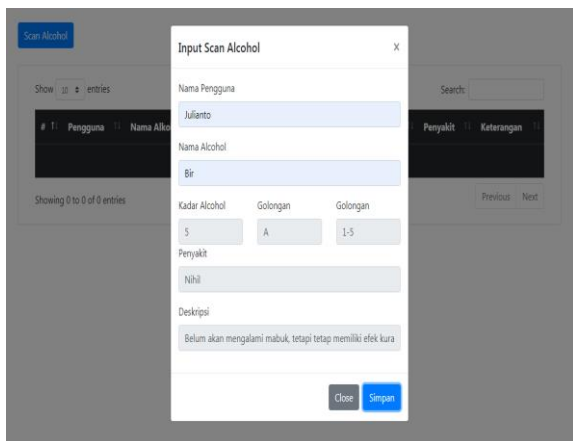 Scan Alcohol
Input Scan Alcohol
X
Show 10 entries
Search:
# Pengguna Nama Alko
Penyakit Keterangan
Showing 0 to 0 of 0 entries
Previous Next
Nama Pengguna
Julianto
Nama Alcohol
Bir
Kadar Alcohol Golongan Golongan
5 A 1-5
Penyakit
Nihil
Deskripsi
Belum akan mengalami mabuk, tetapi tetap memiliki efek kura
Close Simpan